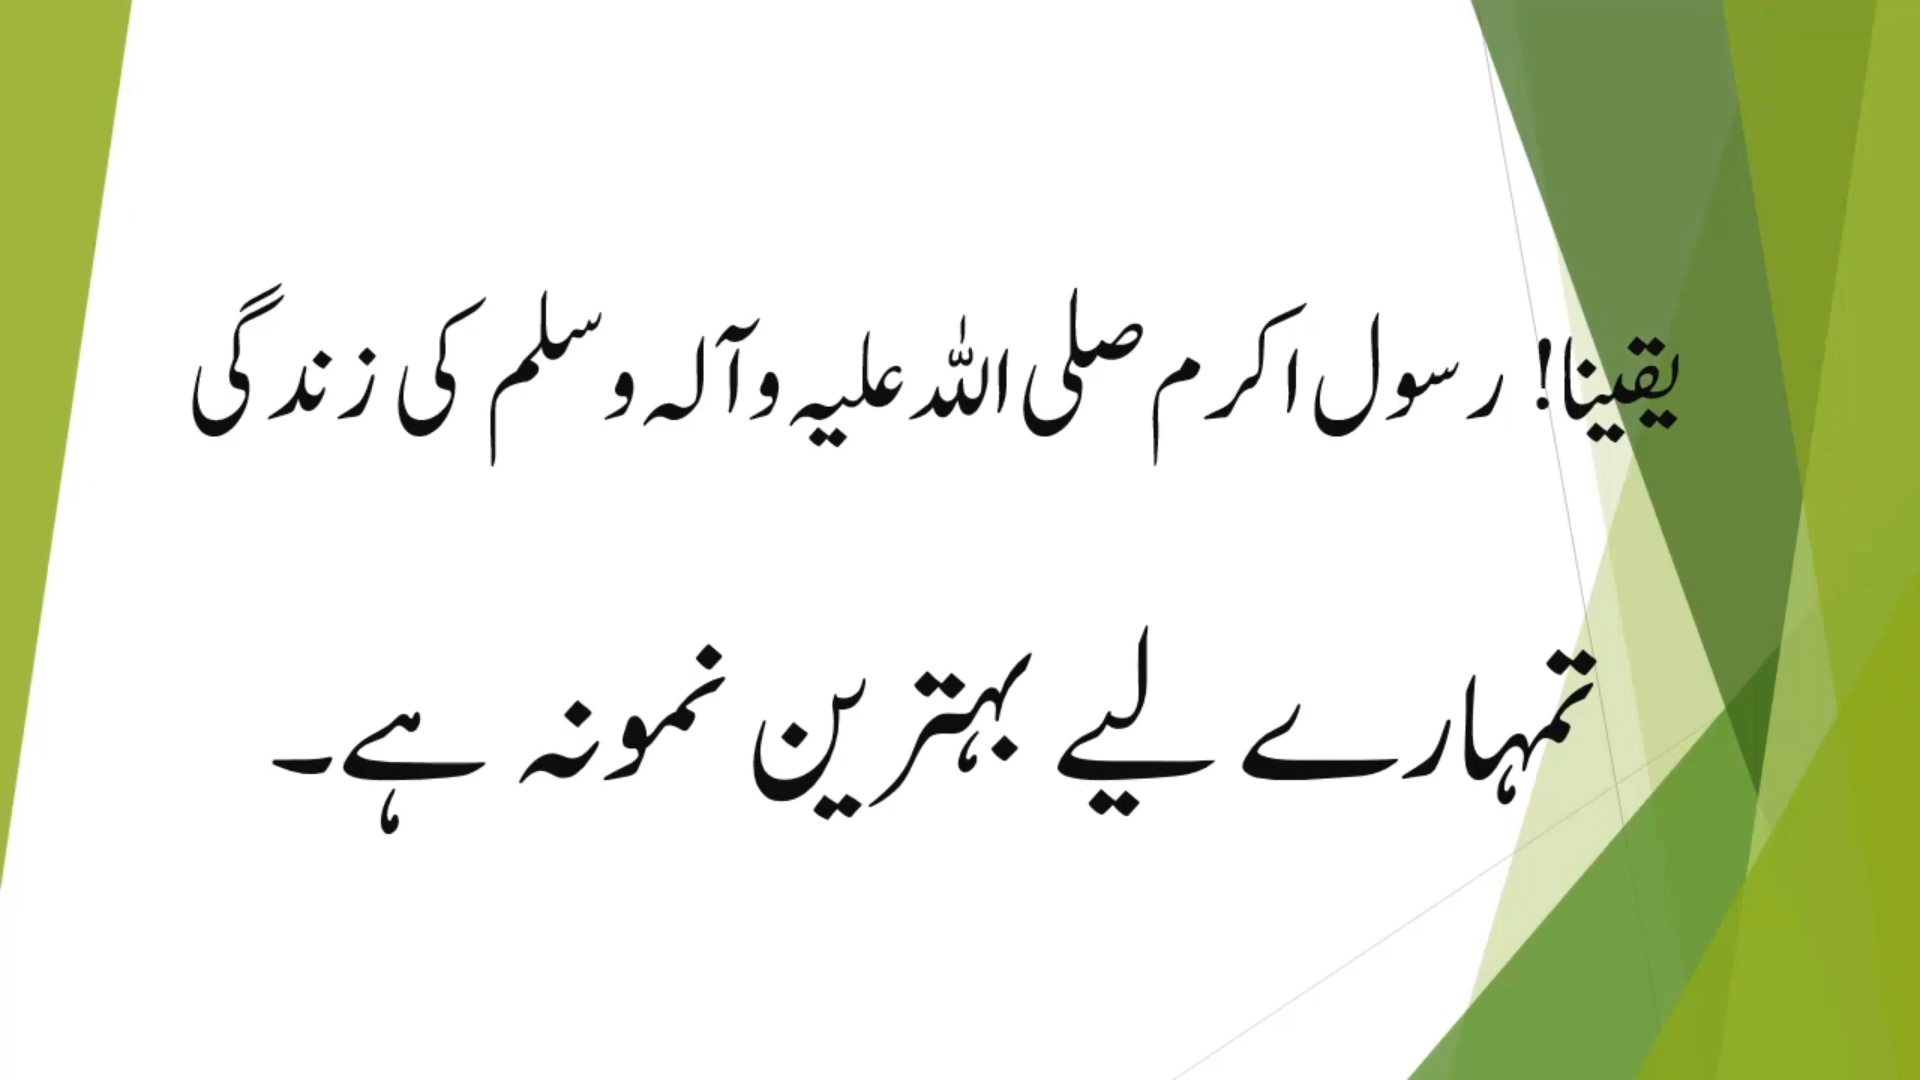 یقینا! رسول اکرم صلی اللہ علیہ وآلہ وسلم کی زندگی
تمہارے لیے بہترین نمونہ ہے۔